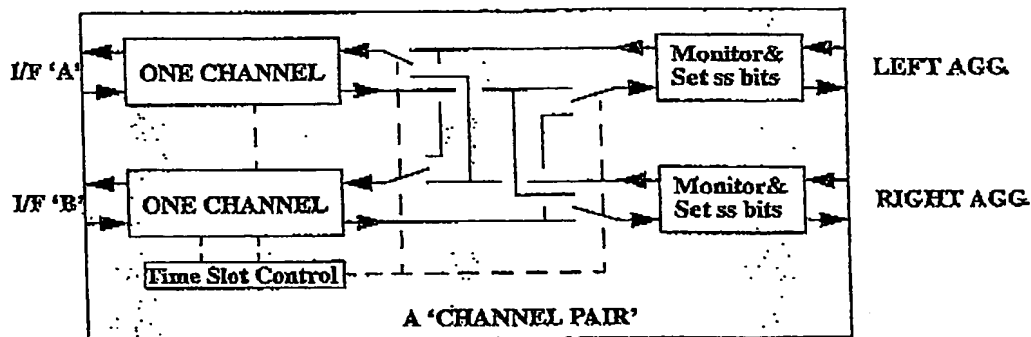 I/F 'A'
ONE CHANNEL
Monitor&
Set ss bits
LEFT AGG.
I/F 'B'
ONE CHANNEL
Monitor&
Set ss bits
RIGHT AGG.
Time Slot Control
A 'CHANNEL PAIR'